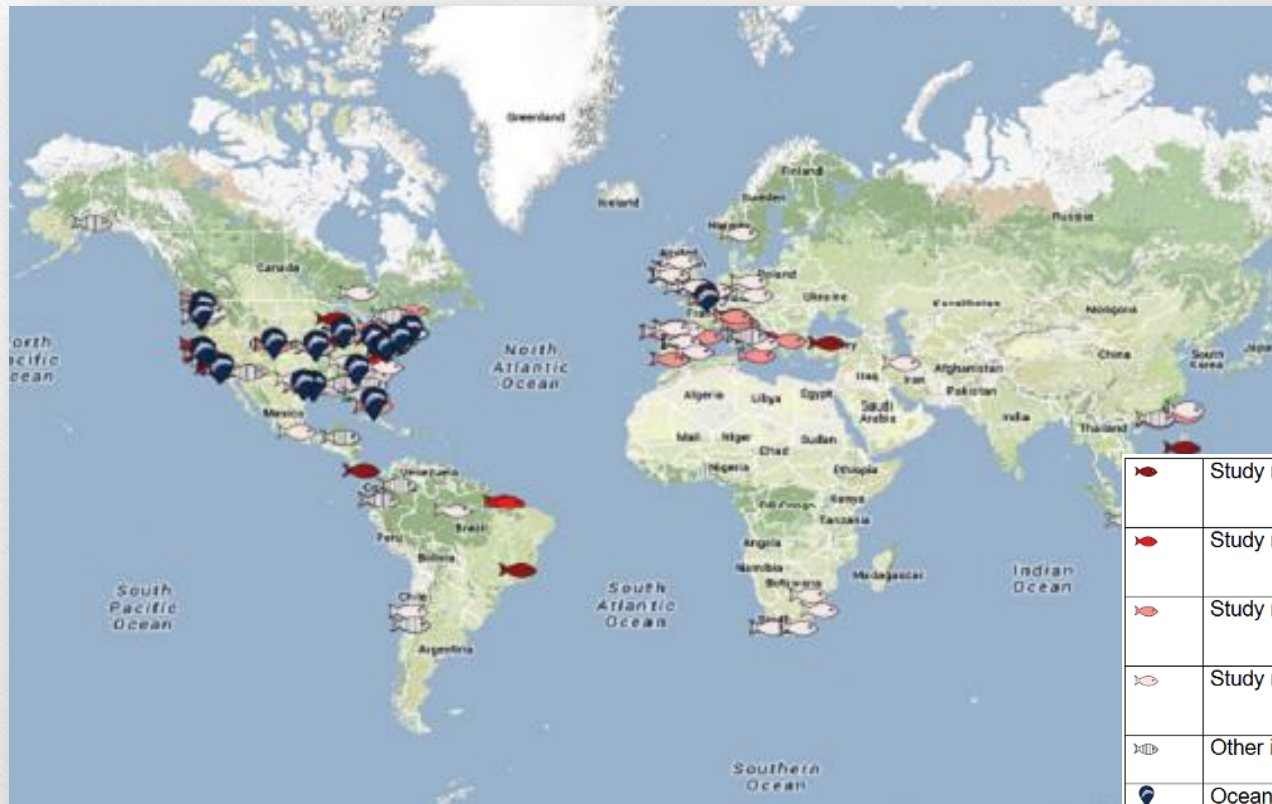 Greenland
Iceland
Finland
Sweden
Russia
Canada
Poland
Ukraine
Kazakhstan
Mongolia
North
Atlantic
Ocean
China
South
Korea
Afghanistan
Iraq
Iran
Pakistan
Algeria
Libya
Egypt
Saudi
Arabia
India
Thailand
Mexico
Mali
Niger
Chad
Sudan
Nigeria
Ethiopia
Venezuela
DR Congo
Kenya
Tanzania
Brazil
Peru
Bolivia
Angola
Namibia
Botswana
Madagascar
Indian
Ocean
South
Pacific
Ocean
South
Atlantic
Ocean
Chile
Argentina
Southern
Ocean
Study
Study
Study
Study
Other
Ocean